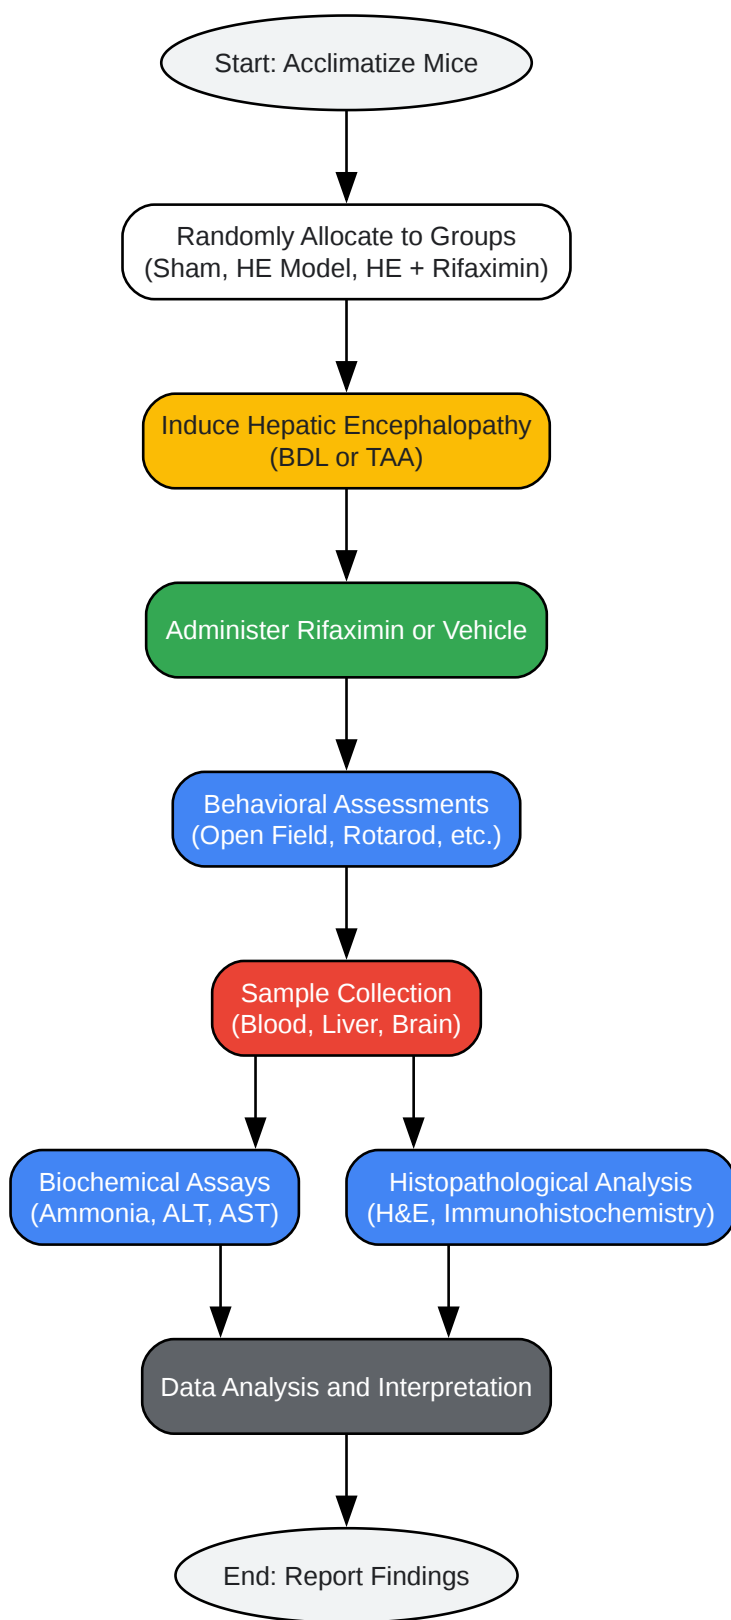 Start: Acclimatize Mice
Randomly Allocate to Groups
(Sham, HE Model, HE + Rifaximin)
Induce Hepatic Encephalopathy
(BDL or TAA)
Administer Rifaximin or Vehicle
Behavioral Assessments
(Open Field, Rotarod, etc.)
Sample Collection
(Blood, Liver, Brain)
Biochemical Assays
(Ammonia, ALT, AST)
Histopathological Analysis
(H&E, Immunohistochemistry)
Data Analysis and Interpretation
End: Report Findings